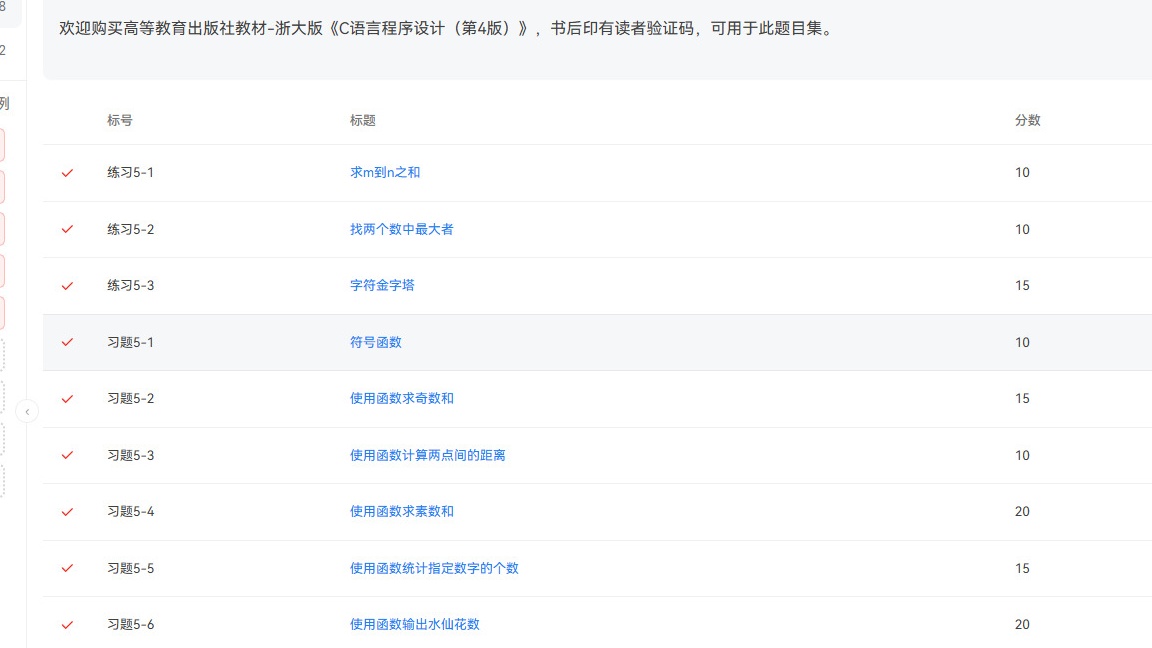 8
欢迎购买高等教育出版社教材-浙大版《C语言程序设计（第4版）》，书后印有读者验证码，可用于此题目集。
2
例
标号 标题 分数
练习5-1 求m到n之和 10
练习5-2 找两个数中最大者 10
练习5-3 字符金字塔 15
习题5-1 符号函数 10
习题5-2 使用函数求奇数和 15
习题5-3 使用函数计算两点间的距离 10
习题5-4 使用函数求素数和 20
习题5-5 使用函数统计指定数字的个数 15
习题5-6 使用函数输出水仙花数 20